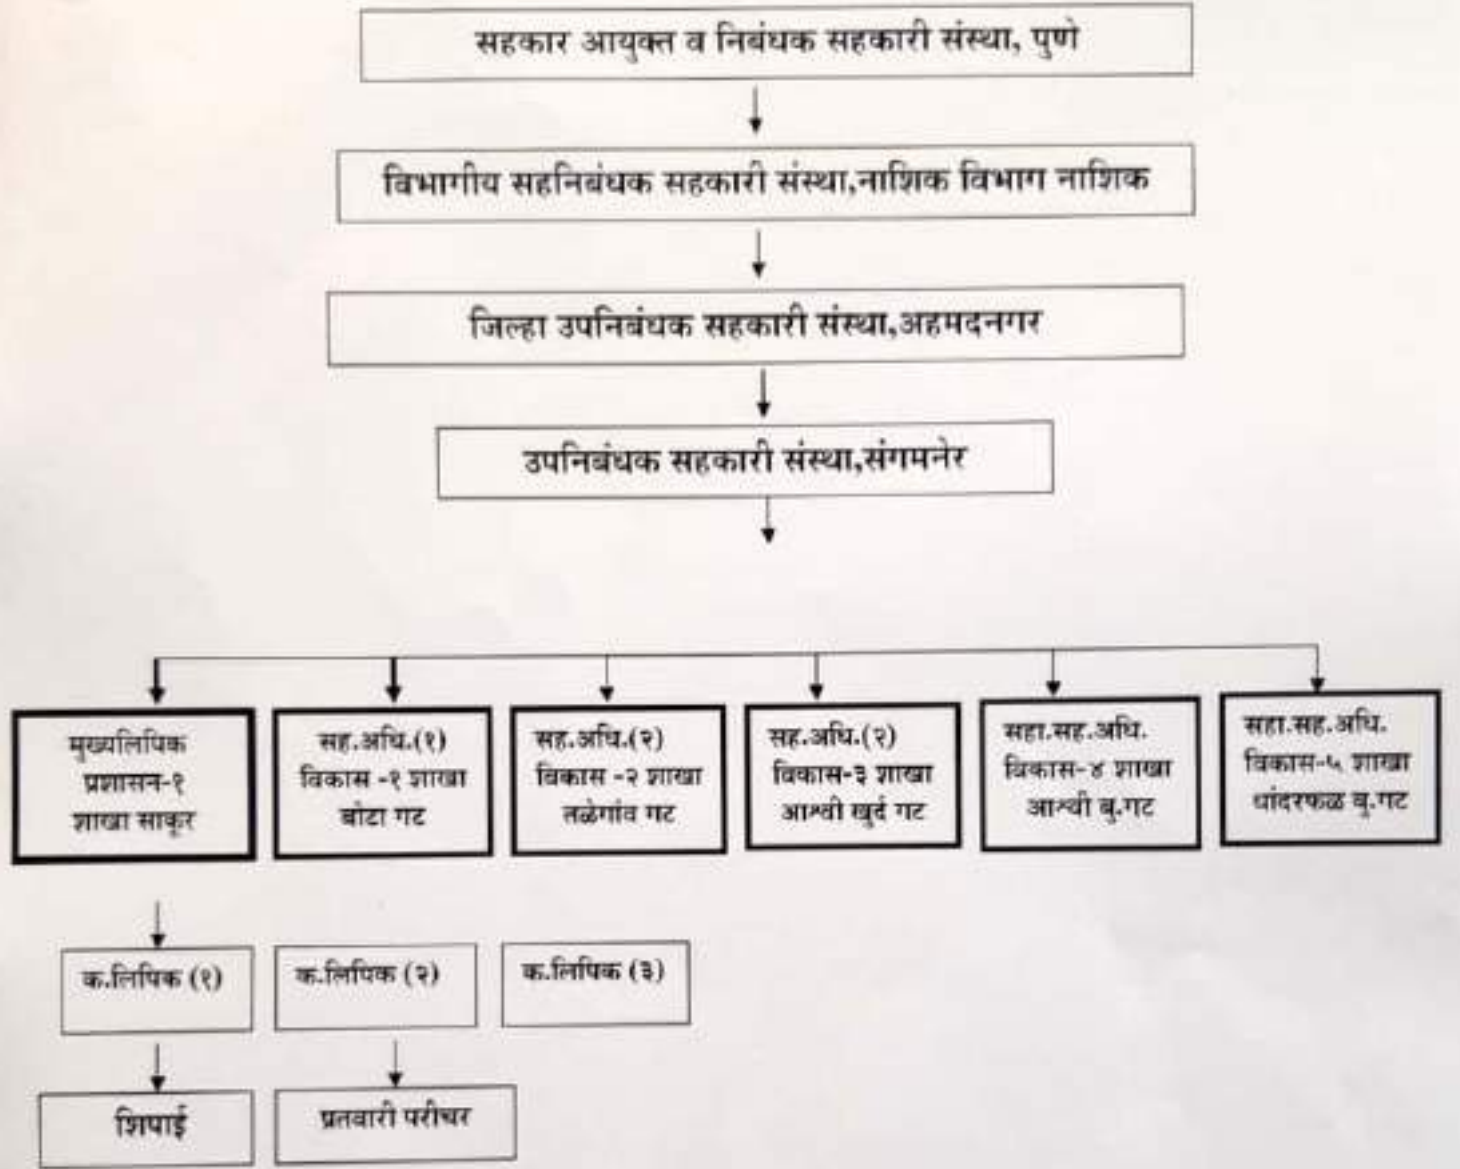 सहकार आयुक्त व निबंधक सहकारी संस्था, पुणे
विभागीय सहनिबंधक सहकारी संस्था,नाशिक विभाग नाशिक
जिल्हा उपनिबंधक सहकारी संस्था,अहमदनगर
उपनिबंधक सहकारी संस्था,संगमनेर
मुख्यलिपिक
प्रशासन-१
शाखा साकूर
सह.अधि.(१)
विकास -१ शाखा
बोटा गट
सह.अधि.(२)
विकास -२ शाखा
तळेगांव गट
सह.अधि.(२)
विकास-३ शाखा
आश्वी खुर्द गट
सहा.सह.अधि.
विकास-४ शाखा
आश्वी बु.गट
सहा.सह.अधि.
विकास-५ शाखा
धांदरफळ बु.गट
क.लिपिक (१)
क.लिपिक (२)
क.लिपिक (३)
शिपाई
प्रतवारी परीचर